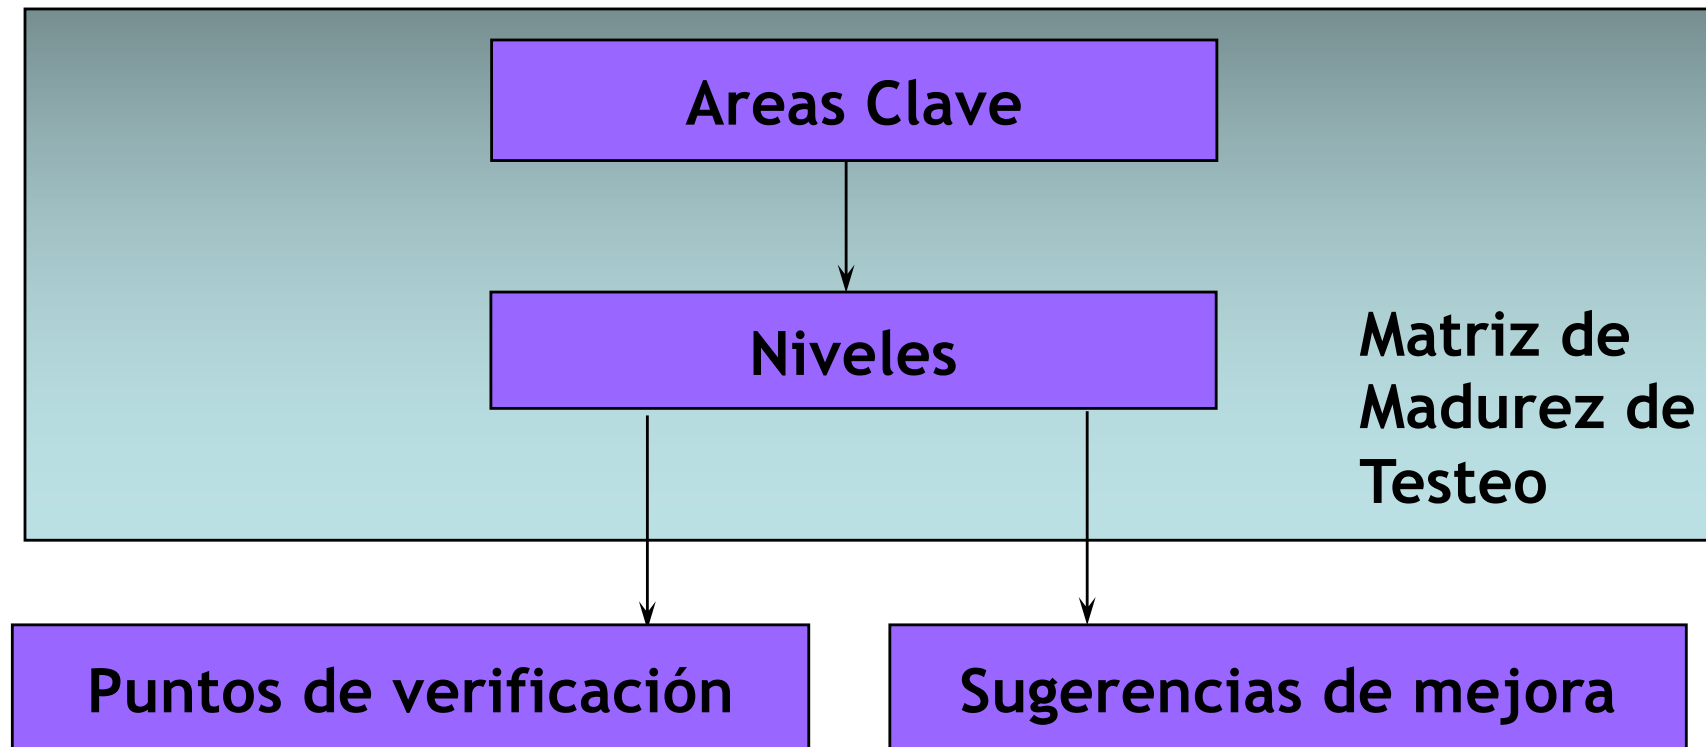 Areas Clave
Niveles
Matriz de
Madurez de
Testeo
Puntos de verificación
Sugerencias de mejora